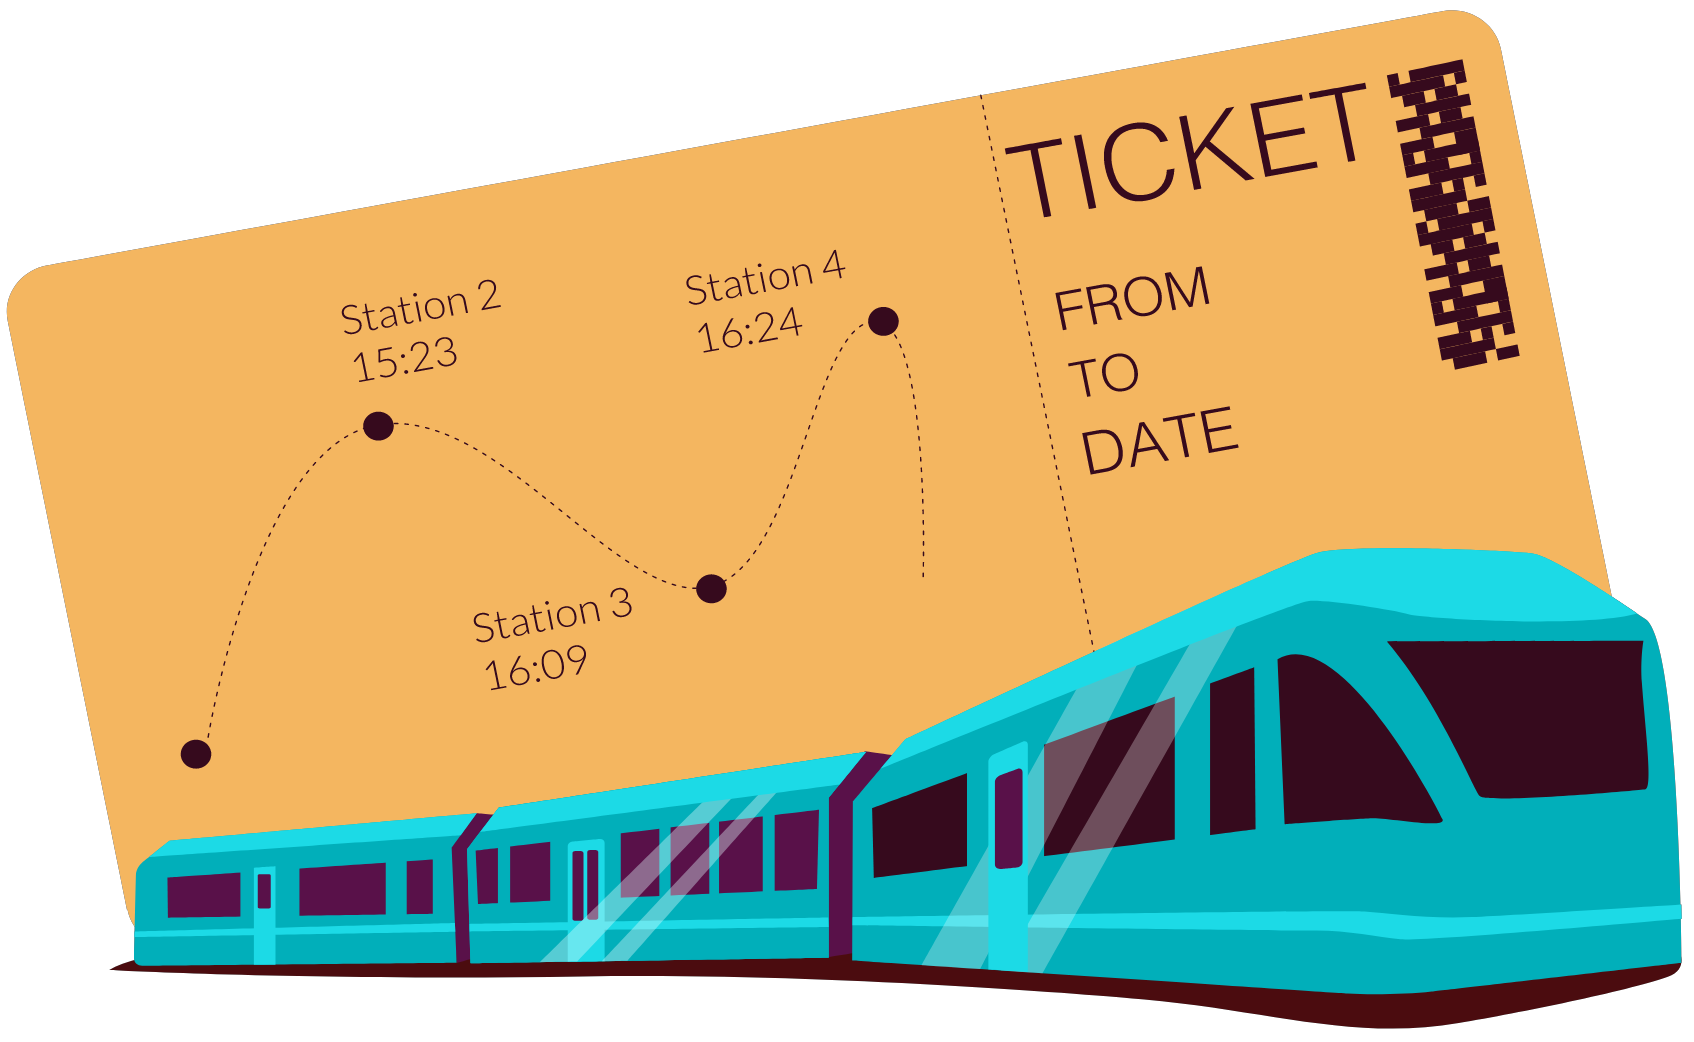 Station 2
15:23
Station 4
16:24
Station 3
16:09
TICKET
FROM
TO
DATE